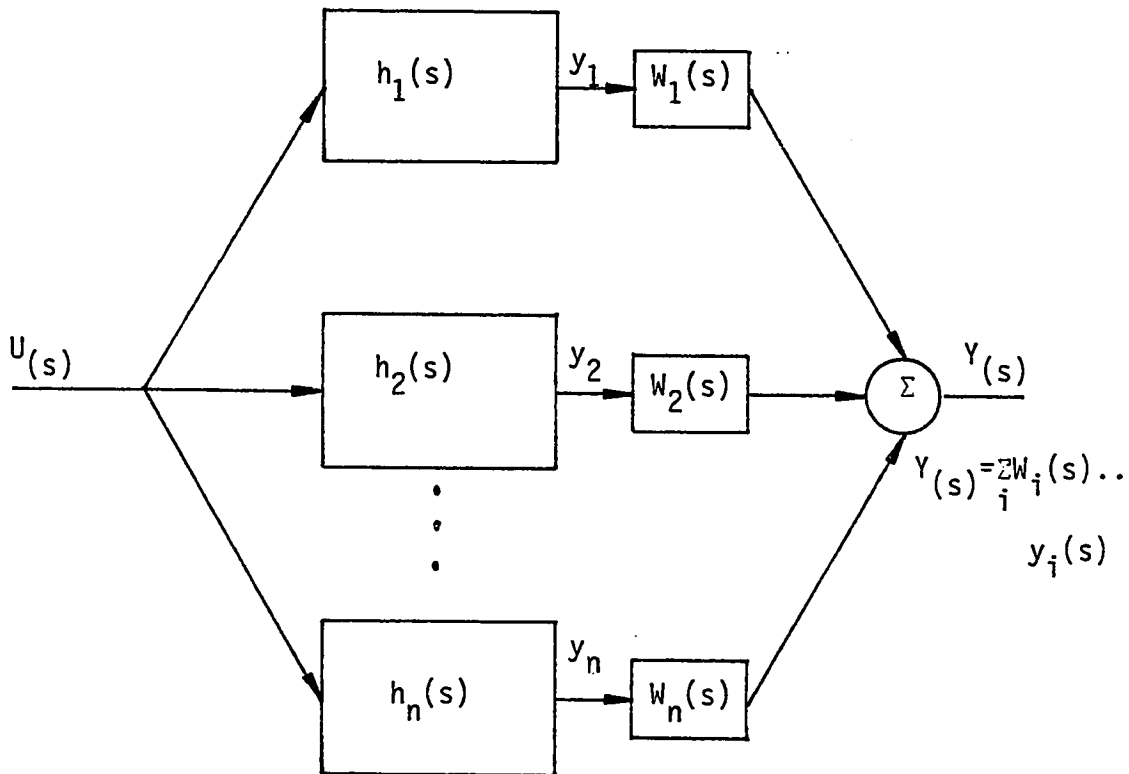 h₁(s)
y₁
W₁(s)
U(s)
h₂(s)
y₂
W₂(s)
Σ
Y(s)
Y(s)=ΣWᵢ(s)..
i
yᵢ(s)
hₙ(s)
yₙ
Wₙ(s)